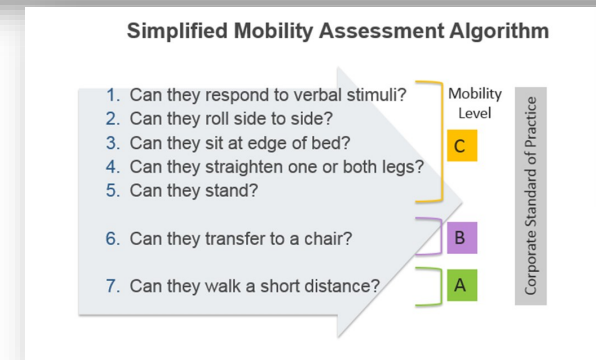 Simplified Mobility Assessment Algorithm
1. Can they respond to verbal stimuli?
2. Can they roll side to side?
3. Can they sit at edge of bed?
4. Can they straighten one or both legs?
5. Can they stand?
6. Can they transfer to a chair?
7. Can they walk a short distance?
Mobility
Level
C
B
A
Corporate Standard of Practice